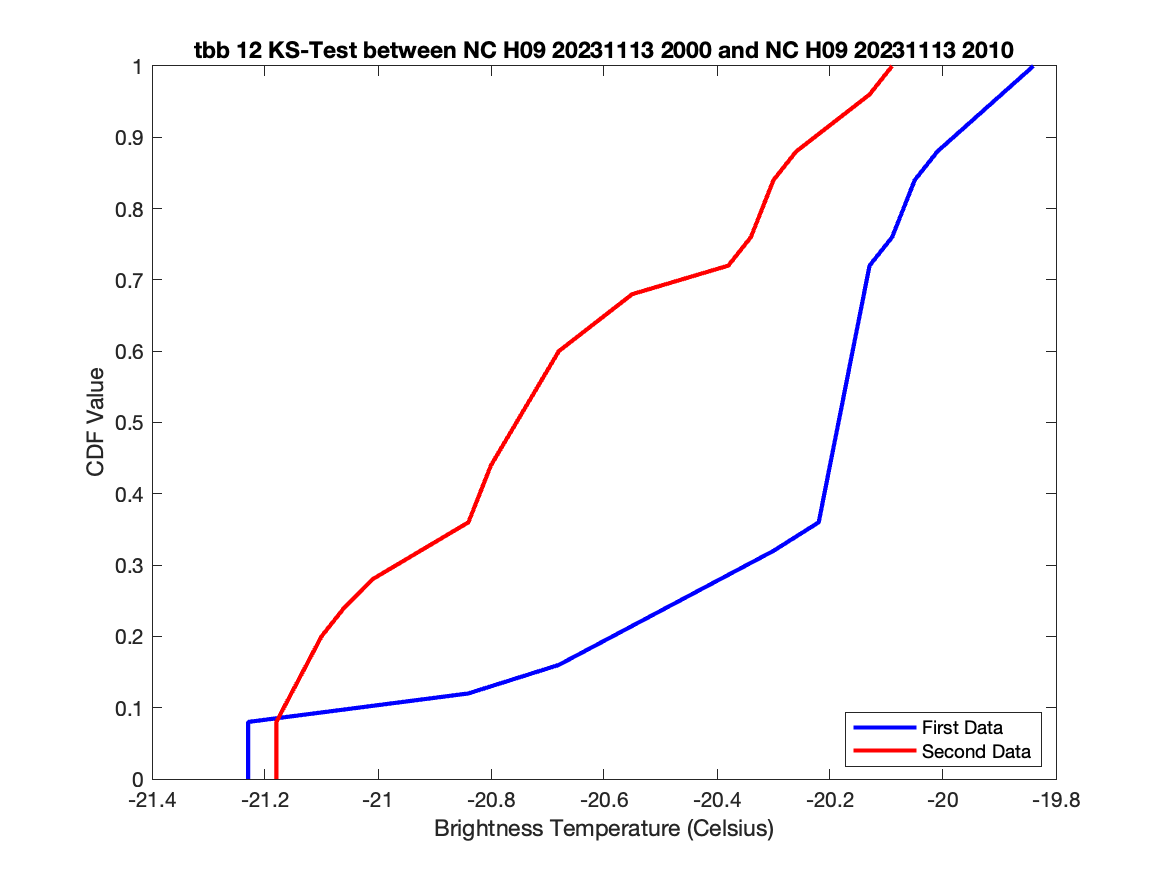 tbb 12 KS-Test between NC H09 20231113 2000 and NC H09 20231113 2010
1
0.9
0.8
0.7
0.6
0.5
0.4
0.3
0.2
0.1
0
CDF Value
First Data
Second Data
-21.4 -21.2 -21 -20.8 -20.6 -20.4 -20.2 -20 -19.8
Brightness Temperature (Celsius)